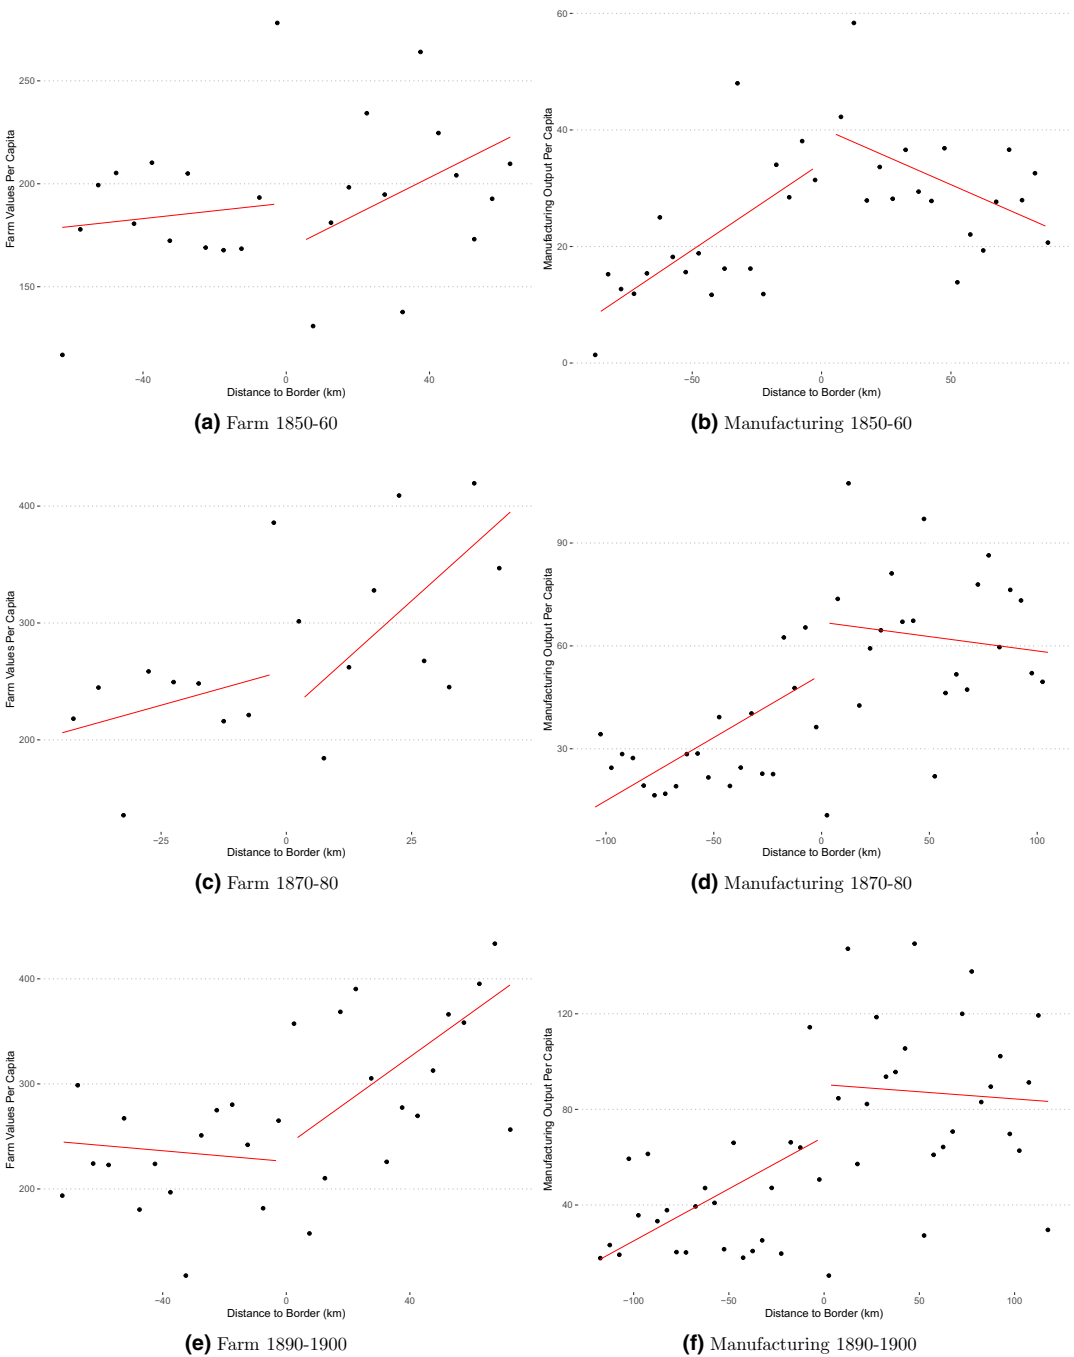 Farm Values Per Capita
250
200
150
−40
0
40
Distance to Border (km)
(a) Farm 1850-60
Manufacturing Output Per Capita
60
40
20
0
−50
0
50
Distance to Border (km)
(b) Manufacturing 1850-60
Farm Values Per Capita
400
300
200
−25
0
25
Distance to Border (km)
(c) Farm 1870-80
Manufacturing Output Per Capita
90
60
30
−100
−50
0
50
100
Distance to Border (km)
(d) Manufacturing 1870-80
Farm Values Per Capita
400
300
200
−40
0
40
Distance to Border (km)
(e) Farm 1890-1900
Manufacturing Output Per Capita
120
80
40
−100
−50
0
50
100
Distance to Border (km)
(f) Manufacturing 1890-1900